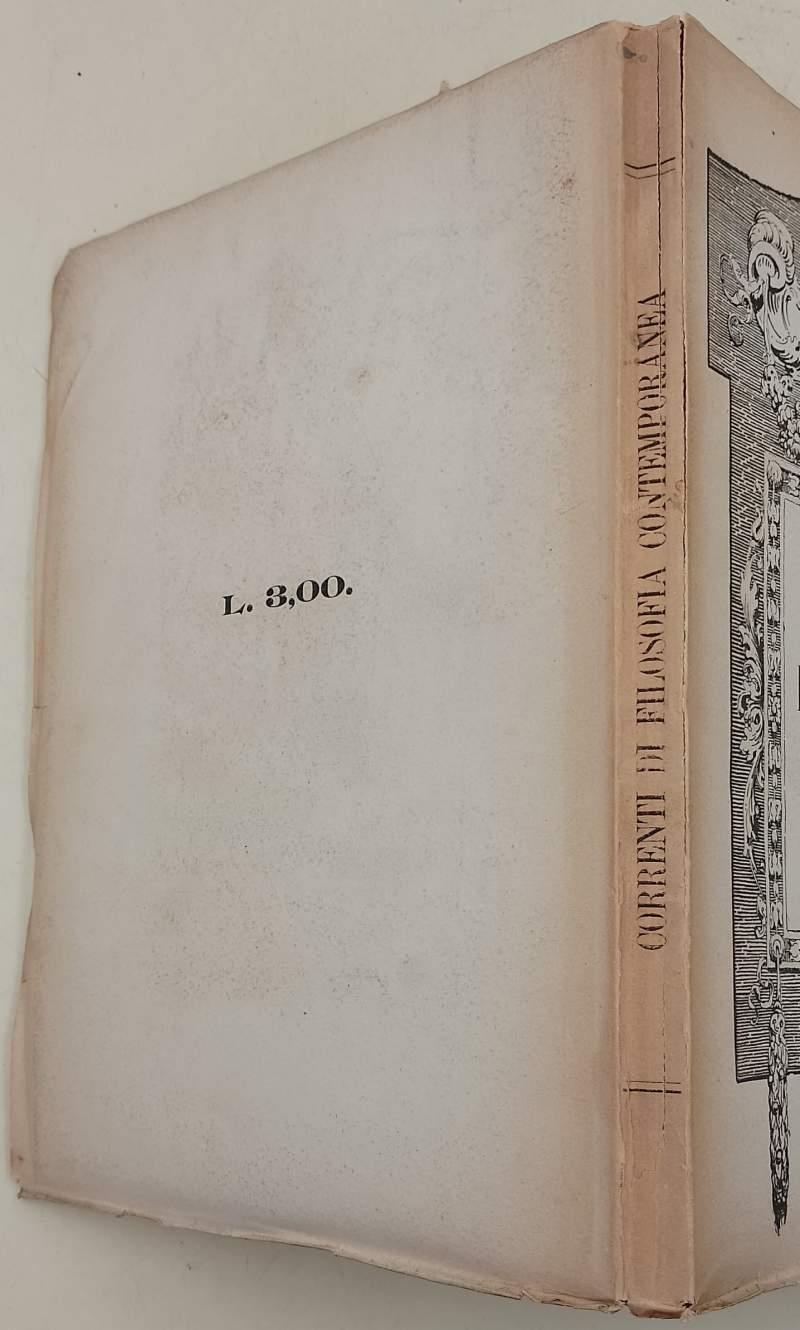 L. 3,00.
CORRENTI DI FILOSOFIA CONTEMPORANEA